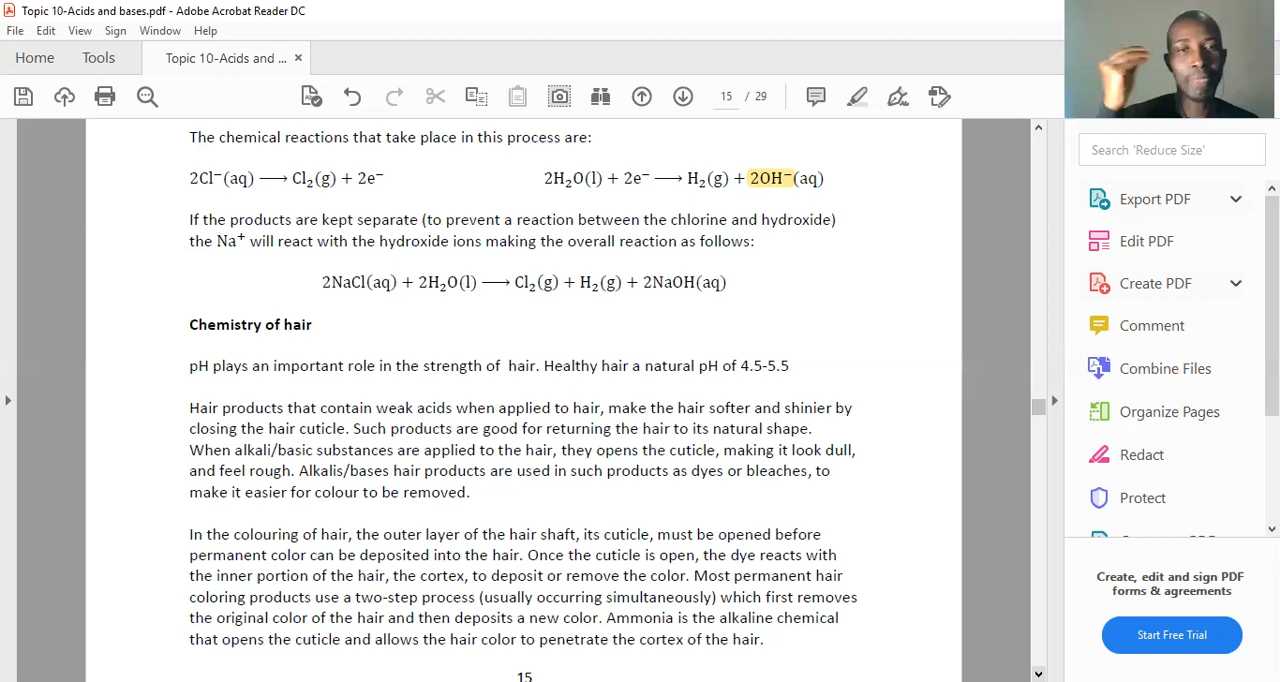 Topic 10-Acids and bases.pdf - Adobe Acrobat Reader DC
File Edit View Sign Window Help
Home Tools Topic 10-Acids and ... ×
15 / 29
The chemical reactions that take place in this process are:
2Cl⁻(aq) ⟶ Cl₂(g) + 2e⁻ 2H₂O(l) + 2e⁻ ⟶ H₂(g) + 2OH⁻(aq)
If the products are kept separate (to prevent a reaction between the chlorine and hydroxide)
the Na⁺ will react with the hydroxide ions making the overall reaction as follows:
2NaCl(aq) + 2H₂O(l) ⟶ Cl₂(g) + H₂(g) + 2NaOH(aq)
Chemistry of hair
pH plays an important role in the strength of hair. Healthy hair a natural pH of 4.5-5.5
Hair products that contain weak acids when applied to hair, make the hair softer and shinier by
closing the hair cuticle. Such products are good for returning the hair to its natural shape.
When alkali/basic substances are applied to the hair, they opens the cuticle, making it look dull,
and feel rough. Alkalis/bases hair products are used in such products as dyes or bleaches, to
make it easier for colour to be removed.
In the colouring of hair, the outer layer of the hair shaft, its cuticle, must be opened before
permanent color can be deposited into the hair. Once the cuticle is open, the dye reacts with
the inner portion of the hair, the cortex, to deposit or remove the color. Most permanent hair
coloring products use a two-step process (usually occurring simultaneously) which first removes
the original color of the hair and then deposits a new color. Ammonia is the alkaline chemical
that opens the cuticle and allows the hair color to penetrate the cortex of the hair.
15
Search 'Reduce Size'
Export PDF
Edit PDF
Create PDF
Comment
Combine Files
Organize Pages
Redact
Protect
Create, edit and sign PDF
forms & agreements
Start Free Trial